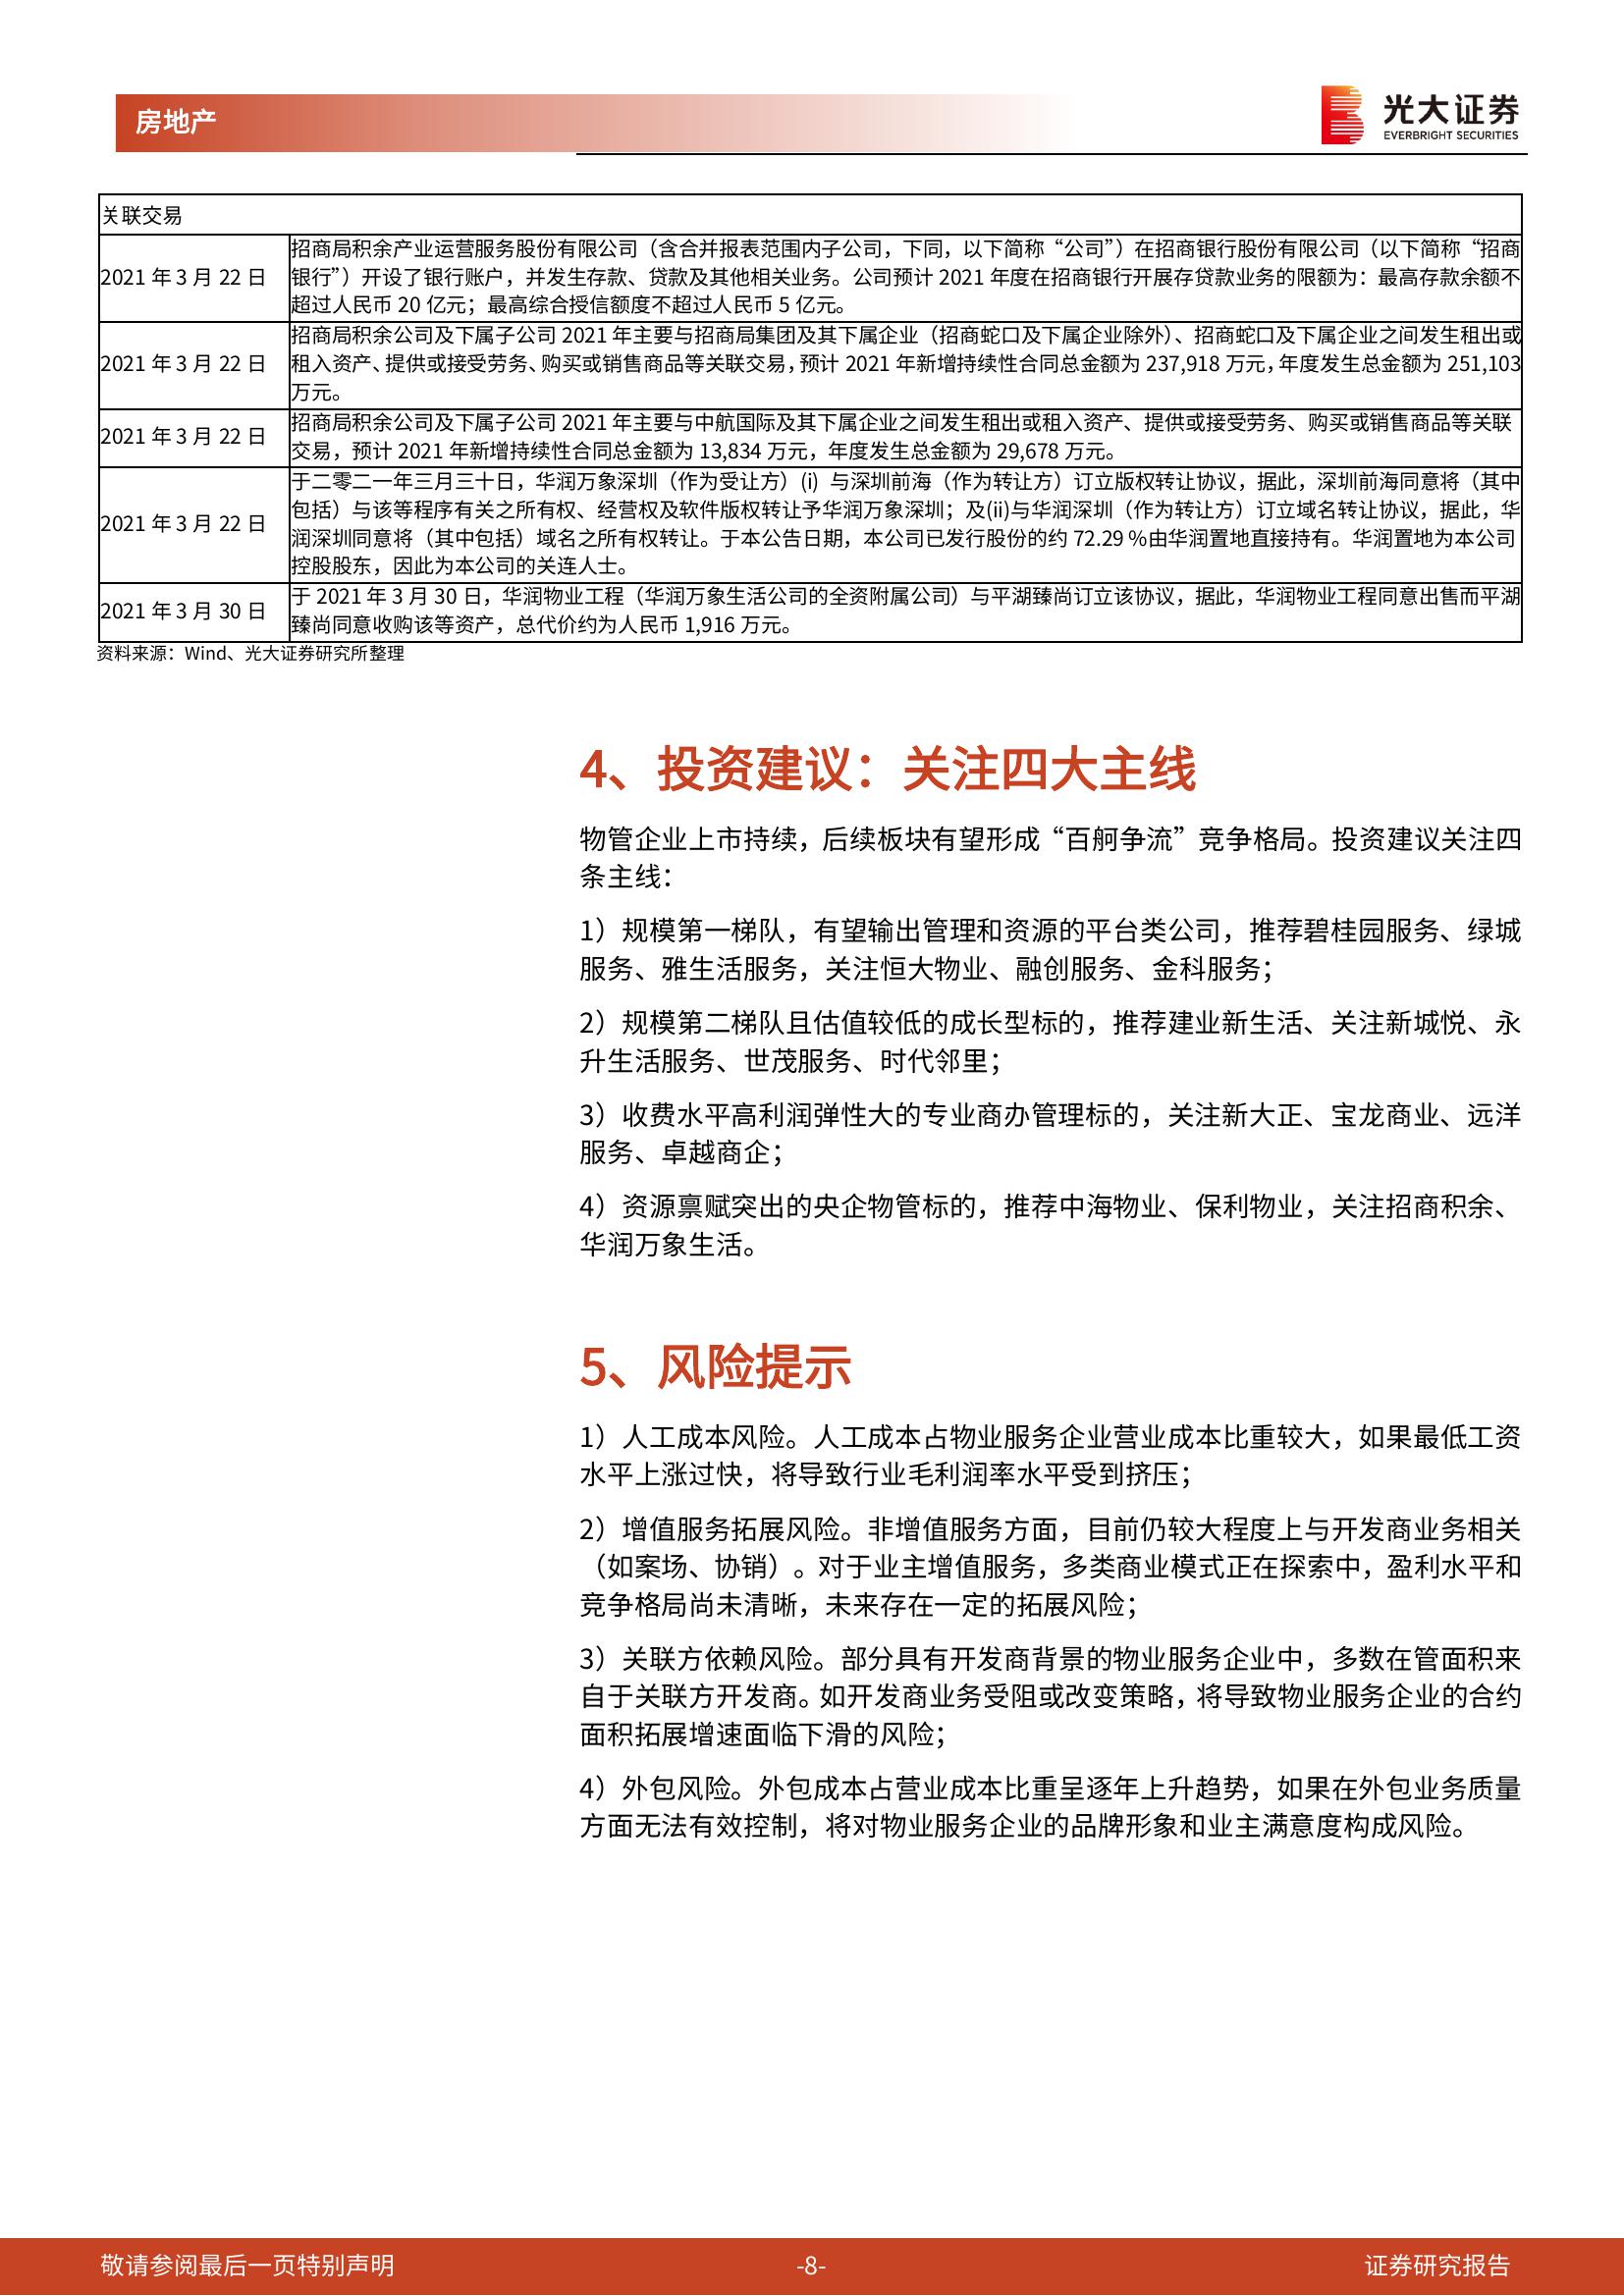 房地产
光大证券
EVERBRIGHT SECURITIES
关联交易
2021 年 3 月 22 日
招商局积余产业运营服务股份有限公司（含合并报表范围内子公司，下同，以下简称“公司”）在招商银行股份有限公司（以下简称“招商
银行”）开设了银行账户，并发生存款、贷款及其他相关业务。公司预计 2021 年度在招商银行开展存贷款业务的限额为：最高存款余额不
超过人民币 20 亿元；最高综合授信额度不超过人民币 5 亿元。
2021 年 3 月 22 日
招商局积余公司及下属子公司 2021 年主要与招商局集团及其下属企业（招商蛇口及下属企业除外）、招商蛇口及下属企业之间发生租出或
租入资产、提供或接受劳务、购买或销售商品等关联交易，预计 2021 年新增持续性合同总金额为 237,918 万元，年度发生总金额为 251,103
万元。
2021 年 3 月 22 日
招商局积余公司及下属子公司 2021 年主要与中航国际及其下属企业之间发生租出或租入资产、提供或接受劳务、购买或销售商品等关联
交易，预计 2021 年新增持续性合同总金额为 13,834 万元，年度发生总金额为 29,678 万元。
2021 年 3 月 22 日
于二零二一年三月三十日，华润万象深圳（作为受让方）(i) 与深圳前海（作为转让方）订立版权转让协议，据此，深圳前海同意将（其中
包括）与该等程序有关之所有权、经营权及软件版权转让予华润万象深圳；及(ii)与华润深圳（作为转让方）订立域名转让协议，据此，华
润深圳同意将（其中包括）域名之所有权转让。于本公告日期，本公司已发行股份的约 72.29％由华润置地直接持有。华润置地为本公司
控股股东，因此为本公司的关连人士。
2021 年 3 月 30 日
于 2021 年 3 月 30 日，华润物业工程（华润万象生活公司的全资附属公司）与平湖臻尚订立该协议，据此，华润物业工程同意出售而平湖
臻尚同意收购该等资产，总代价约为人民币 1,916 万元。
资料来源：Wind、光大证券研究所整理
4、投资建议：关注四大主线
物管企业上市持续，后续板块有望形成“百舸争流”竞争格局。投资建议关注四
条主线：
1）规模第一梯队，有望输出管理和资源的平台类公司，推荐碧桂园服务、绿城
服务、雅生活服务，关注恒大物业、融创服务、金科服务；
2）规模第二梯队且估值较低的成长型标的，推荐建业新生活、关注新城悦、永
升生活服务、世茂服务、时代邻里；
3）收费水平高利润弹性大的专业商办管理标的，关注新大正、宝龙商业、远洋
服务、卓越商企；
4）资源禀赋突出的央企物管标的，推荐中海物业、保利物业，关注招商积余、
华润万象生活。
5、风险提示
1）人工成本风险。人工成本占物业服务企业营业成本比重较大，如果最低工资
水平上涨过快，将导致行业毛利润率水平受到挤压；
2）增值服务拓展风险。非增值服务方面，目前仍较大程度上与开发商业务相关
（如案场、协销）。对于业主增值服务，多类商业模式正在探索中，盈利水平和
竞争格局尚未清晰，未来存在一定的拓展风险；
3）关联方依赖风险。部分具有开发商背景的物业服务企业中，多数在管面积来
自于关联方开发商。如开发商业务受阻或改变策略，将导致物业服务企业的合约
面积拓展增速面临下滑的风险；
4）外包风险。外包成本占营业成本比重呈逐年上升趋势，如果在外包业务质量
方面无法有效控制，将对物业服务企业的品牌形象和业主满意度构成风险。
敬请参阅最后一页特别声明
-8-
证券研究报告